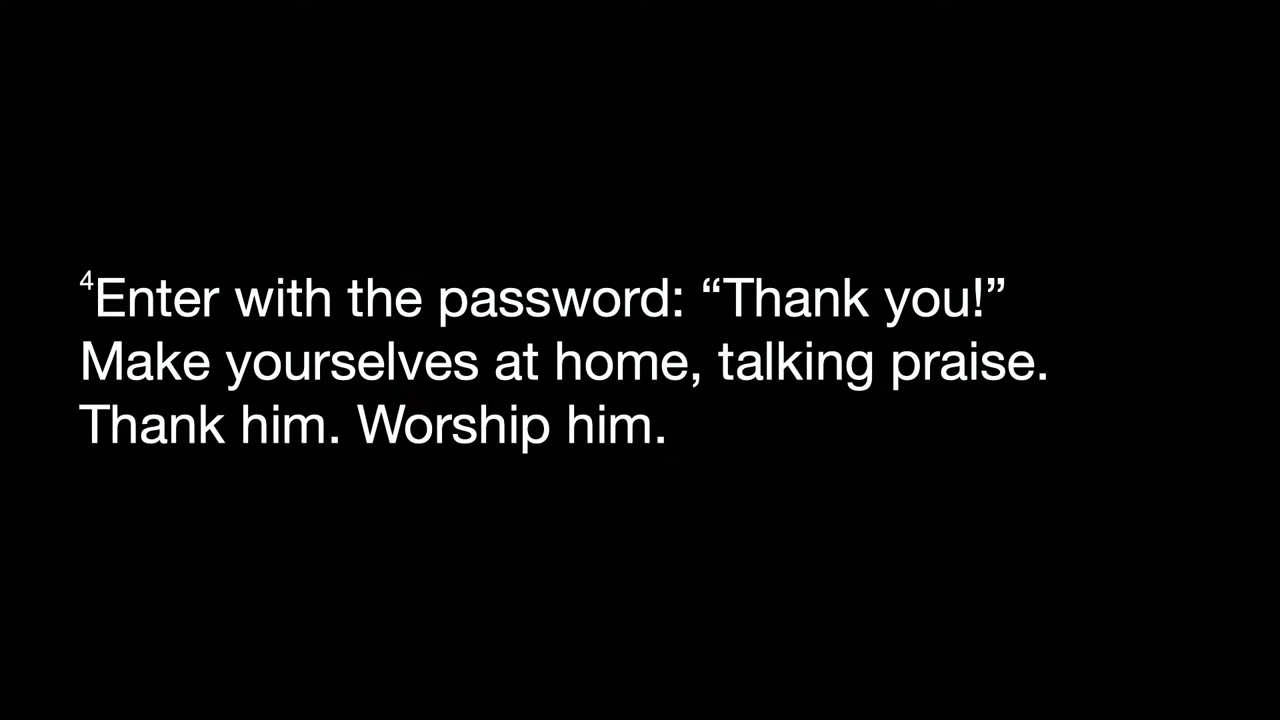 ⁴Enter with the password: “Thank you!”
Make yourselves at home, talking praise.
Thank him. Worship him.